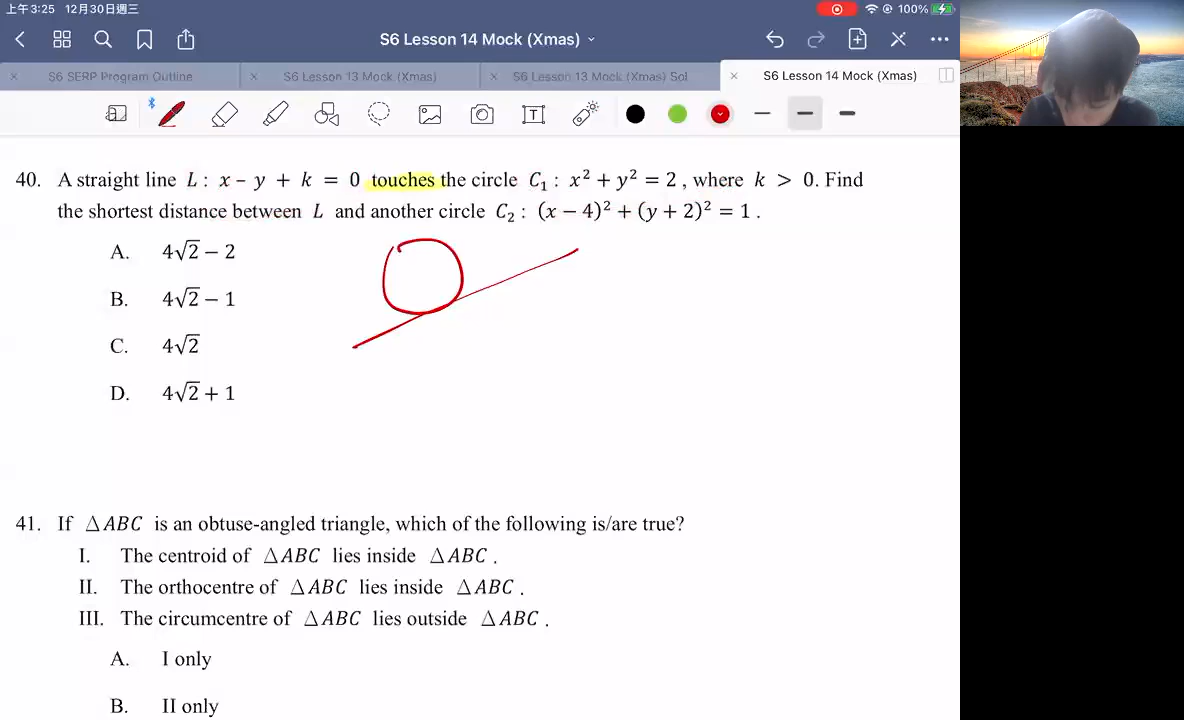 上午3:25 12月30日週三 100%
S6 Lesson 14 Mock (Xmas)
S6 SERP Program Outline S6 Lesson 13 Mock (Xmas) S6 Lesson 13 Mock (Xmas) Sol S6 Lesson 14 Mock (Xmas)
40. A straight line L : x − y + k = 0 touches the circle C₁ : x² + y² = 2 , where k > 0. Find
the shortest distance between L and another circle C₂ : (x − 4)² + (y + 2)² = 1 .
A. 4√2 − 2
B. 4√2 − 1
C. 4√2
D. 4√2 + 1
41. If △ABC is an obtuse-angled triangle, which of the following is/are true?
I. The centroid of △ABC lies inside △ABC .
II. The orthocentre of △ABC lies inside △ABC .
III. The circumcentre of △ABC lies outside △ABC .
A. I only
B. II only